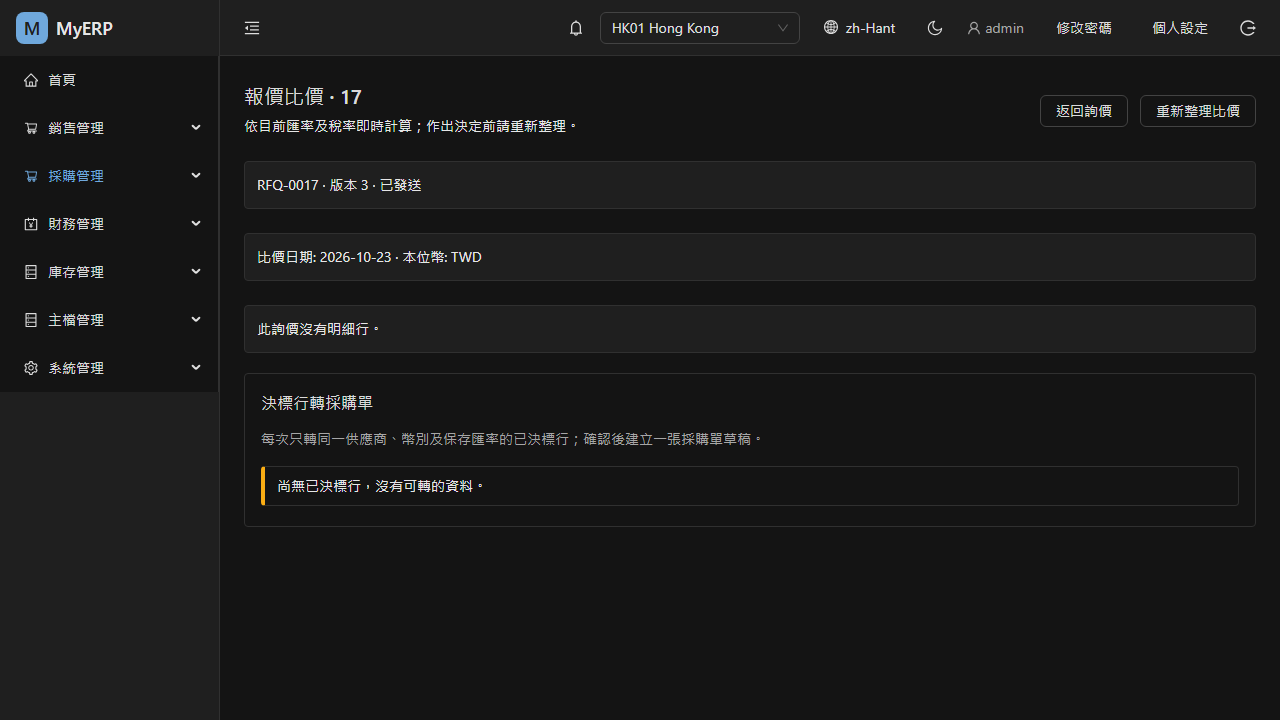 M MyERP
HK01 Hong Kong
zh-Hant
admin
修改密碼
個人設定
首頁
銷售管理
採購管理
財務管理
庫存管理
主檔管理
系統管理
報價比價 · 17
依目前匯率及稅率即時計算；作出決定前請重新整理。
返回詢價
重新整理比價
RFQ-0017 · 版本 3 · 已發送
比價日期: 2026-10-23 · 本位幣: TWD
此詢價沒有明細行。
決標行轉採購單
每次只轉同一供應商、幣別及保存匯率的已決標行；確認後建立一張採購單草稿。
尚無已決標行，沒有可轉的資料。